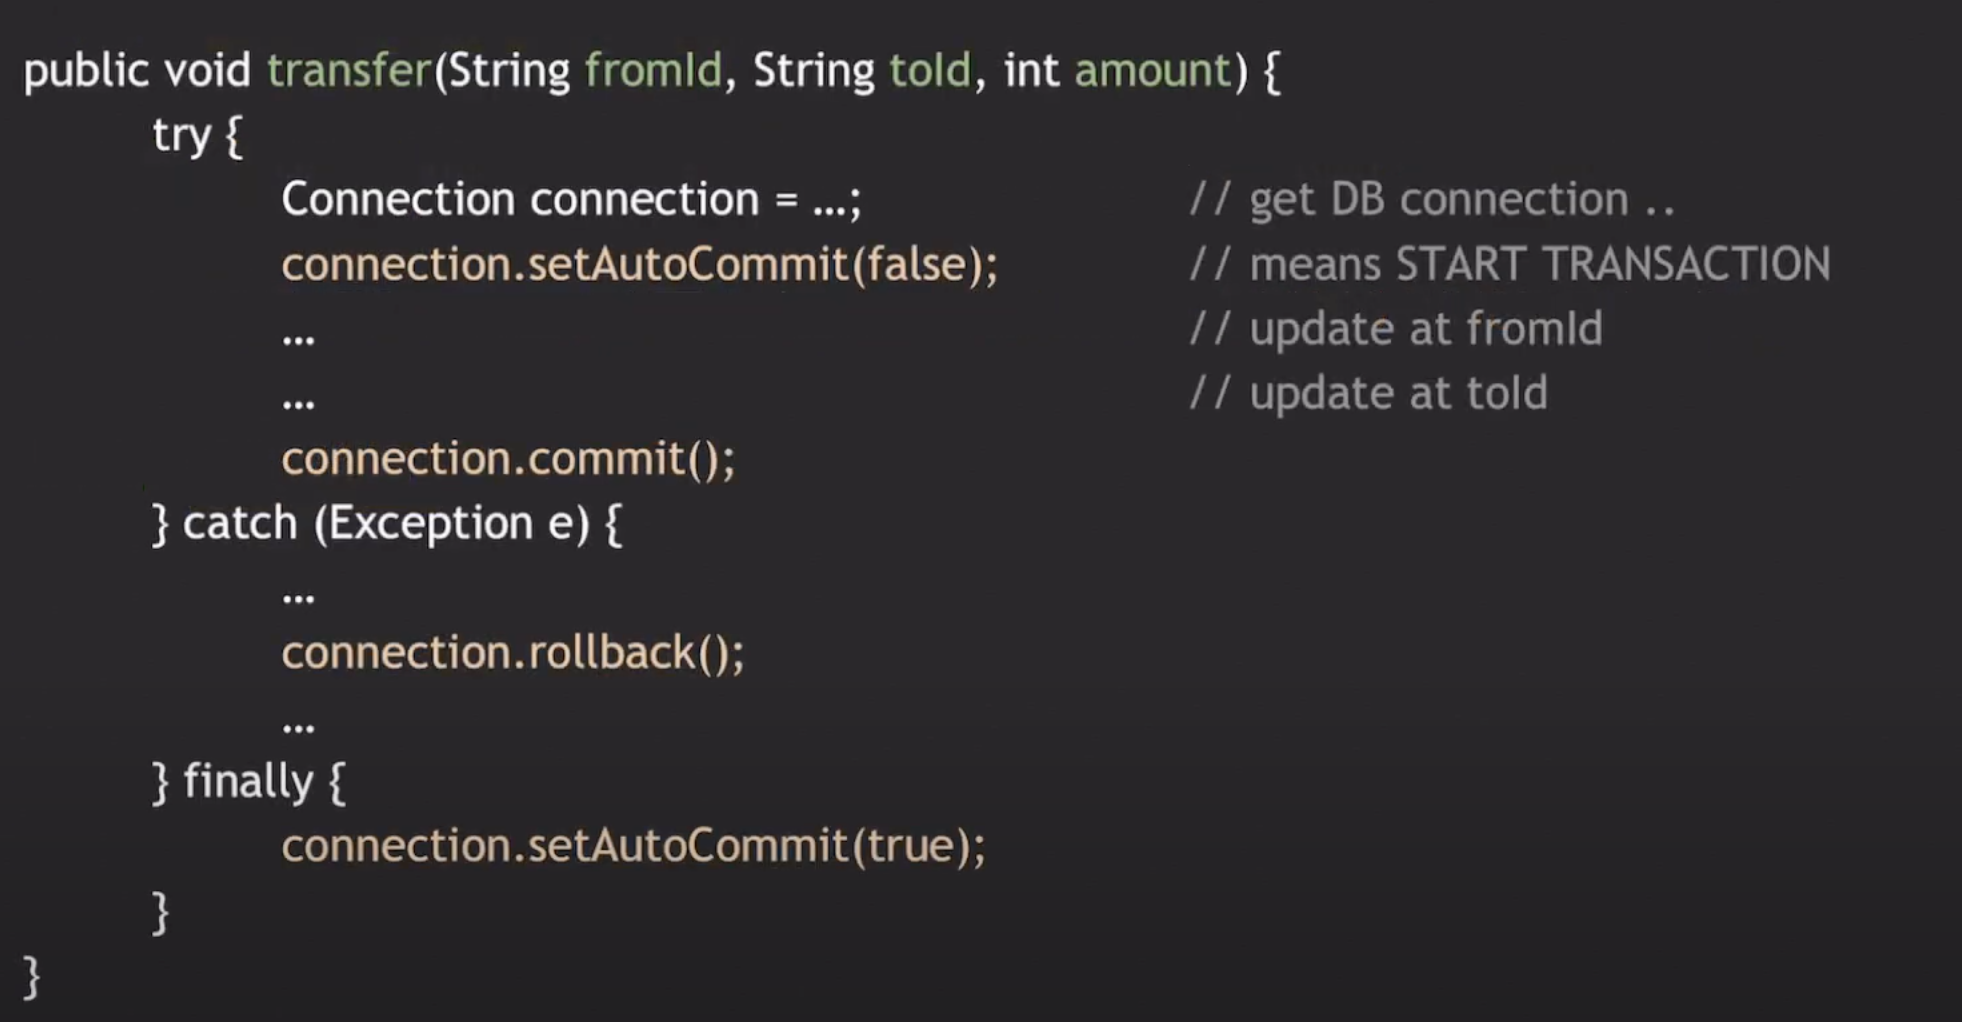 public void transfer(String fromId, String toId, int amount) {
try {
Connection connection = ...; // get DB connection ..
connection.setAutoCommit(false); // means START TRANSACTION
... // update at fromId
... // update at toId
connection.commit();
} catch (Exception e) {
...
connection.rollback();
...
} finally {
connection.setAutoCommit(true);
}
}